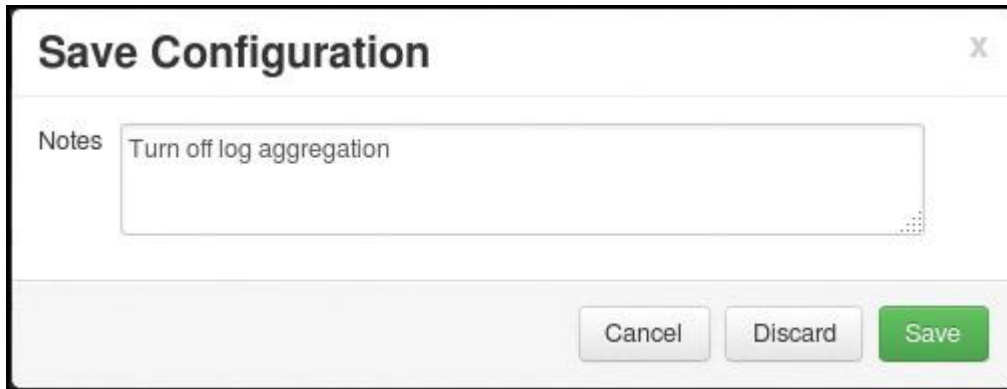 Save Configuration
x
Notes
Turn off log aggregation
Cancel Discard Save